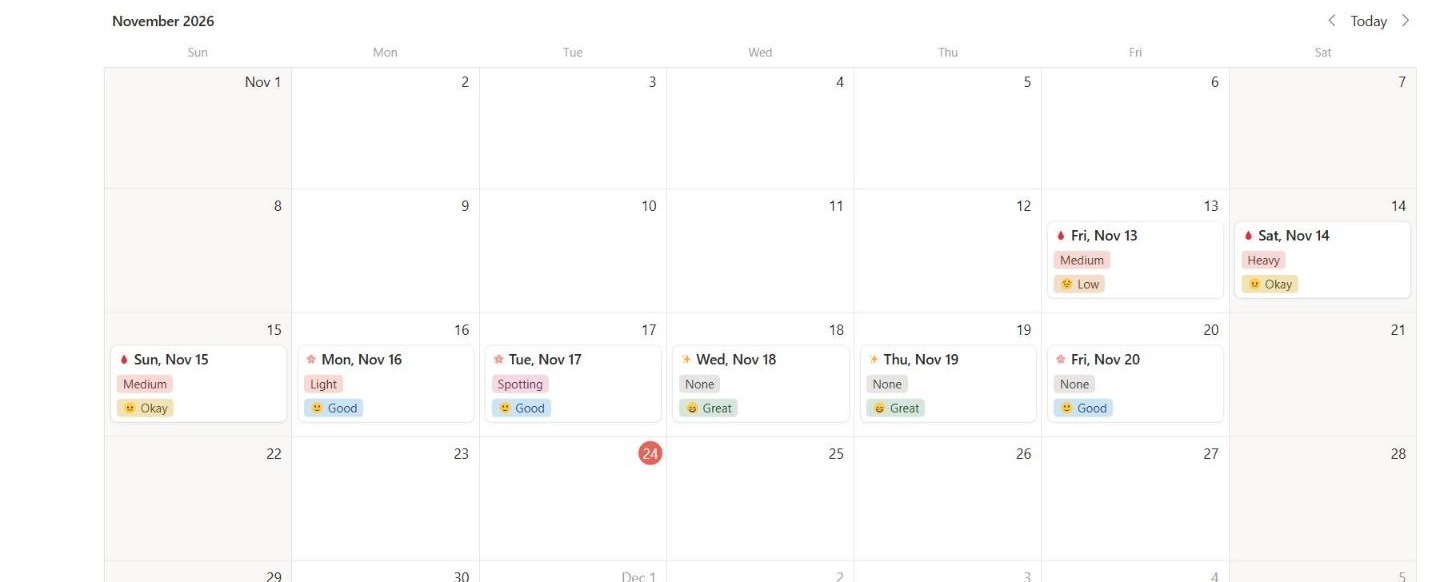 November 2026
Today
Sun Mon Tue Wed Thu Fri Sat
Nov 1 2 3 4 5 6 7
8 9 10 11 12 13 14
Fri, Nov 13
Medium
Low
Sat, Nov 14
Heavy
Okay
15 16 17 18 19 20 21
Sun, Nov 15
Medium
Okay
Mon, Nov 16
Light
Good
Tue, Nov 17
Spotting
Good
Wed, Nov 18
None
Great
Thu, Nov 19
None
Great
Fri, Nov 20
None
Good
22 23 24 25 26 27 28
29 30 Dec 1 2 3 4 5